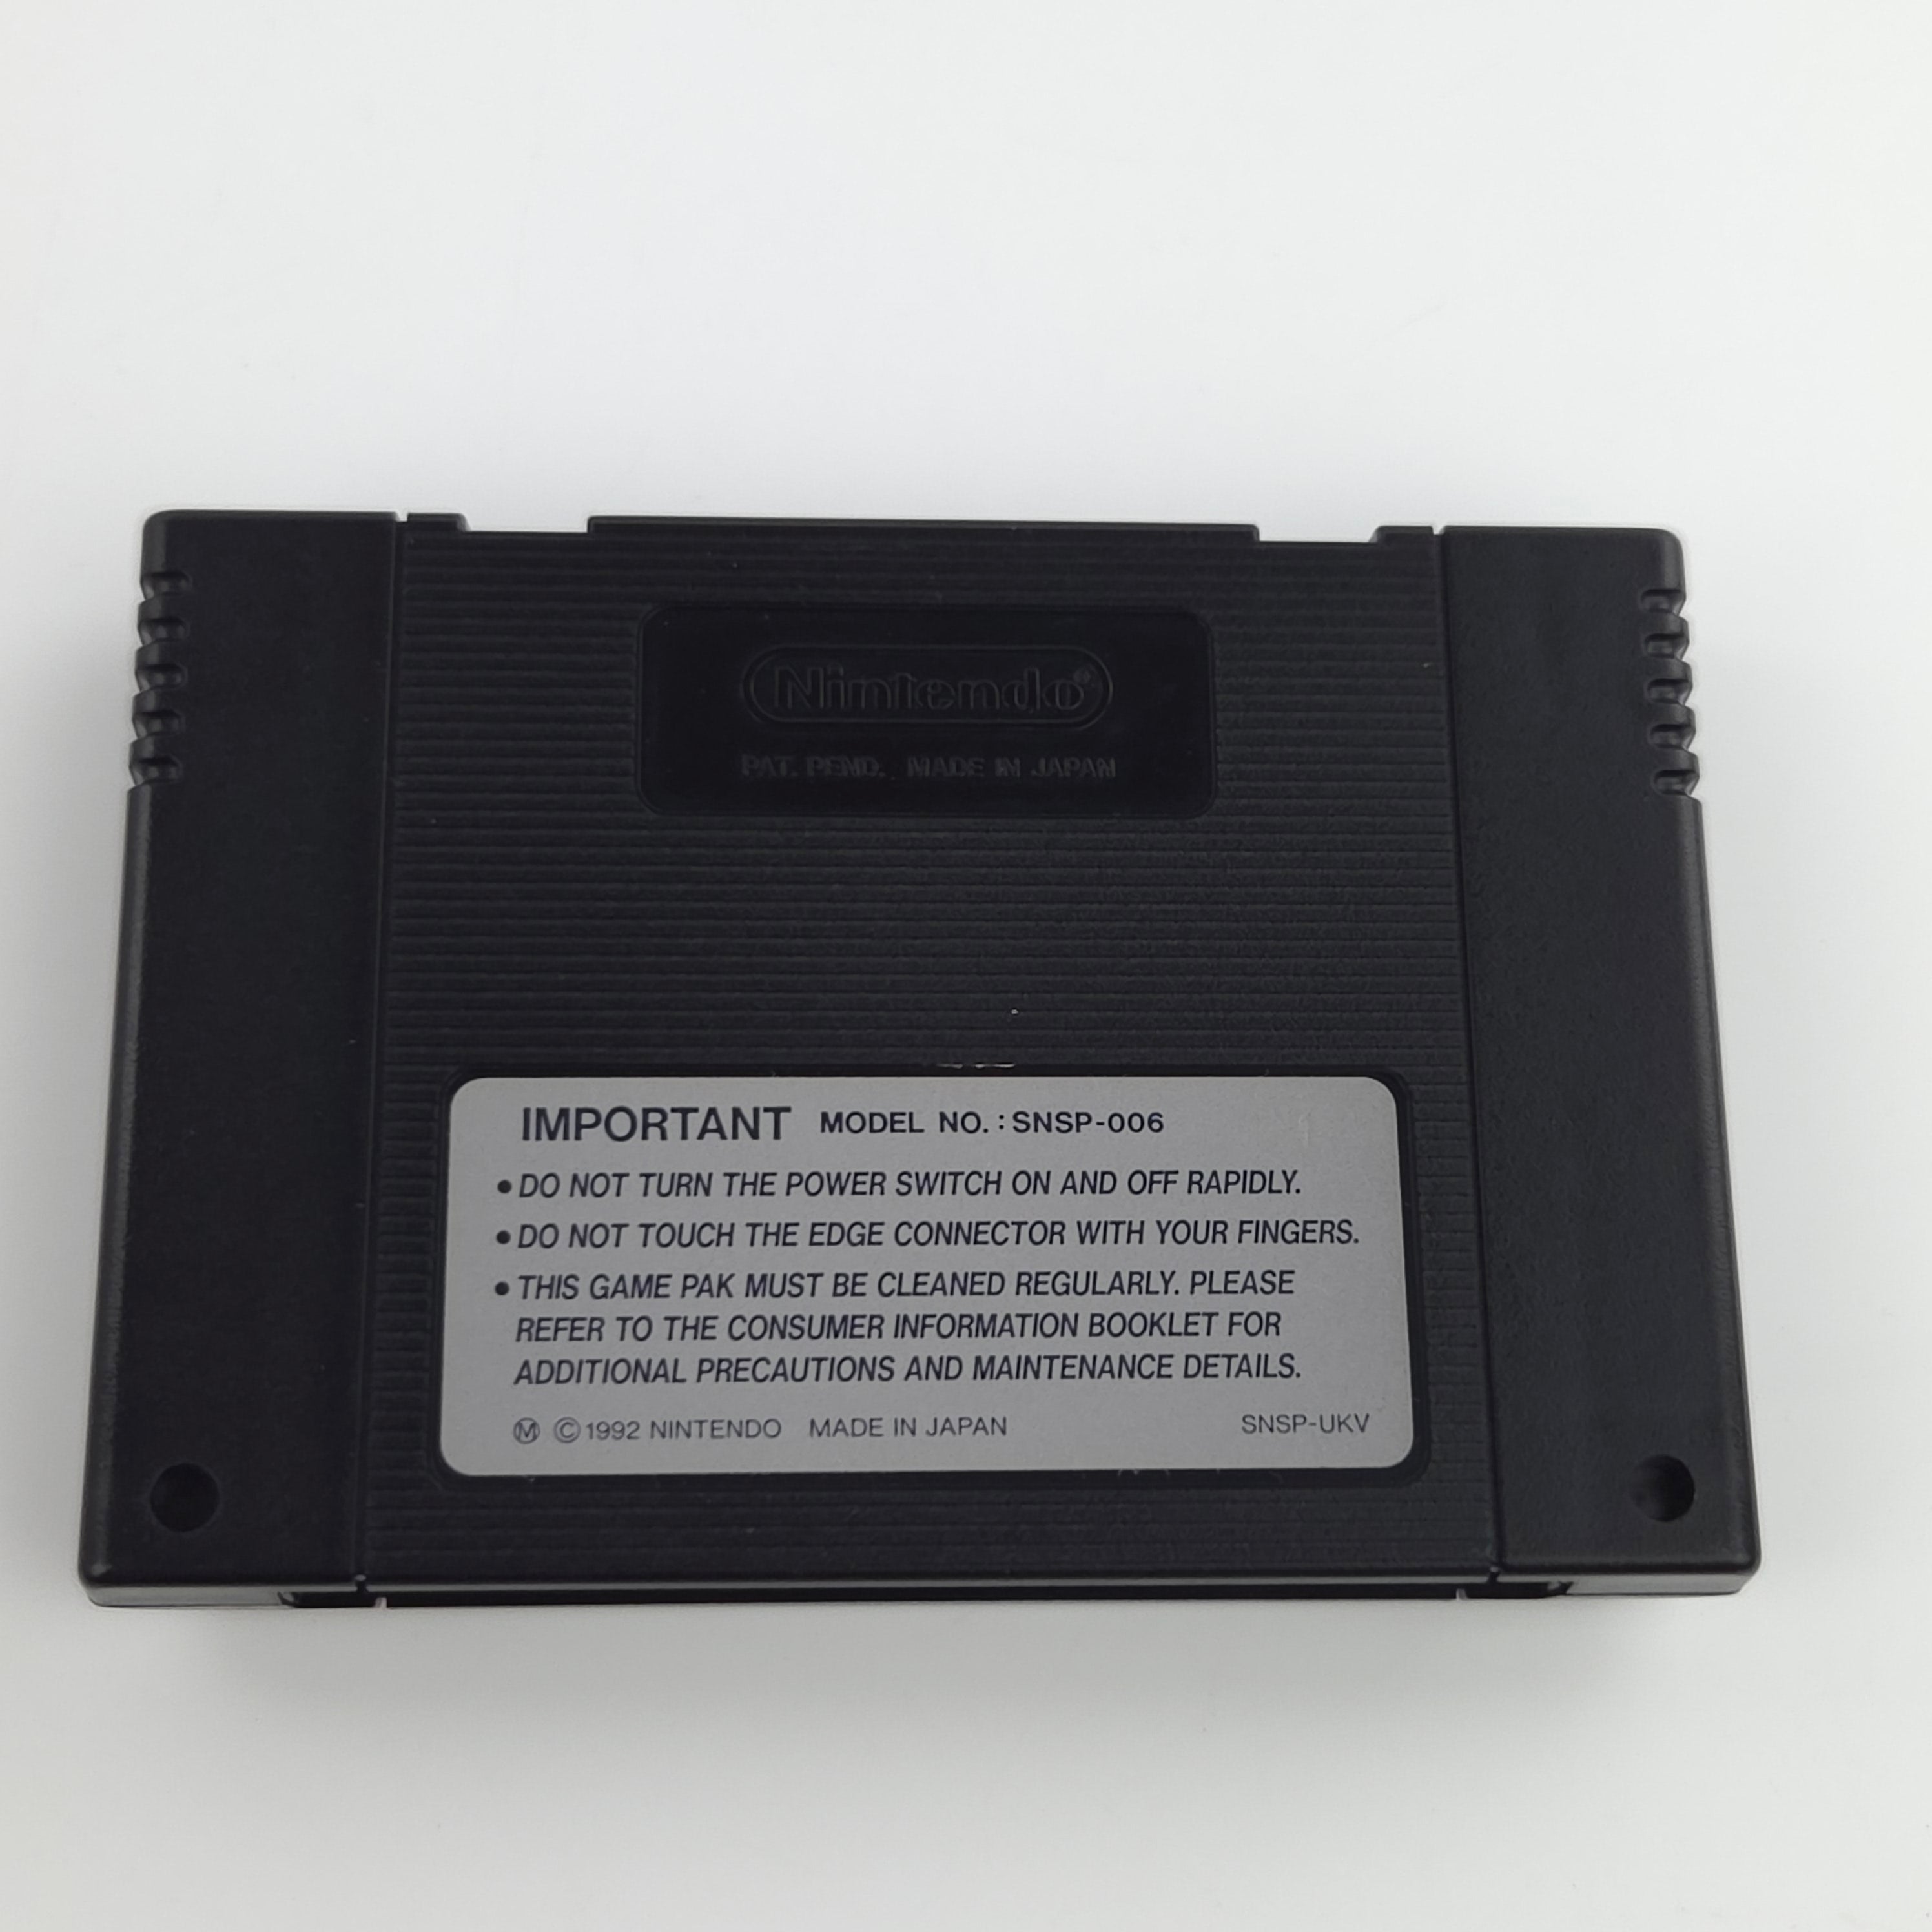 Nintendo®
PAT. PEND. MADE IN JAPAN
IMPORTANT MODEL NO.:SNSP-006
•DO NOT TURN THE POWER SWITCH ON AND OFF RAPIDLY.
•DO NOT TOUCH THE EDGE CONNECTOR WITH YOUR FINGERS.
•THIS GAME PAK MUST BE CLEANED REGULARLY. PLEASE
REFER TO THE CONSUMER INFORMATION BOOKLET FOR
ADDITIONAL PRECAUTIONS AND MAINTENANCE DETAILS.
Ⓜ ©1992 NINTENDO MADE IN JAPAN SNSP-UKV